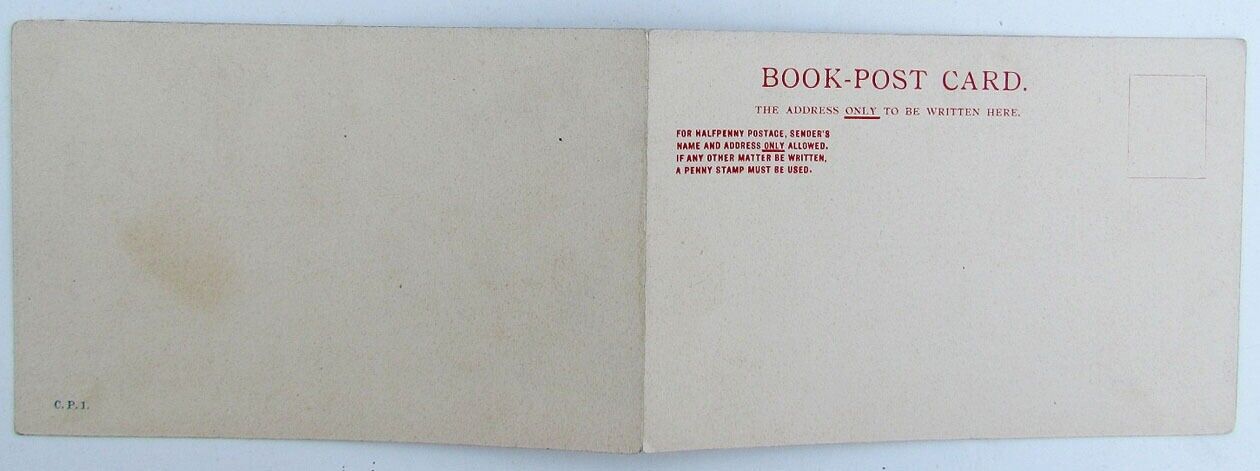 BOOK-POST CARD.
THE ADDRESS ONLY TO BE WRITTEN HERE.
FOR HALFPENNY POSTAGE, SENDER'S
NAME AND ADDRESS ONLY ALLOWED.
IF ANY OTHER MATTER BE WRITTEN,
A PENNY STAMP MUST BE USED.
C. P. 1.